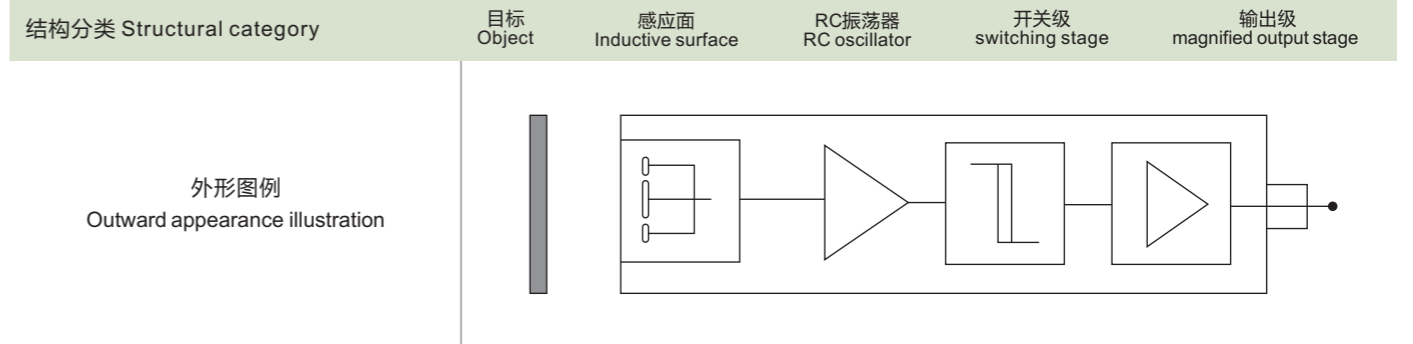 结构分类 Structural category
目标
Object
感应面
Inductive surface
RC振荡器
RC oscillator
开关级
switching stage
输出级
magnified output stage
外形图例
Outward appearance illustration